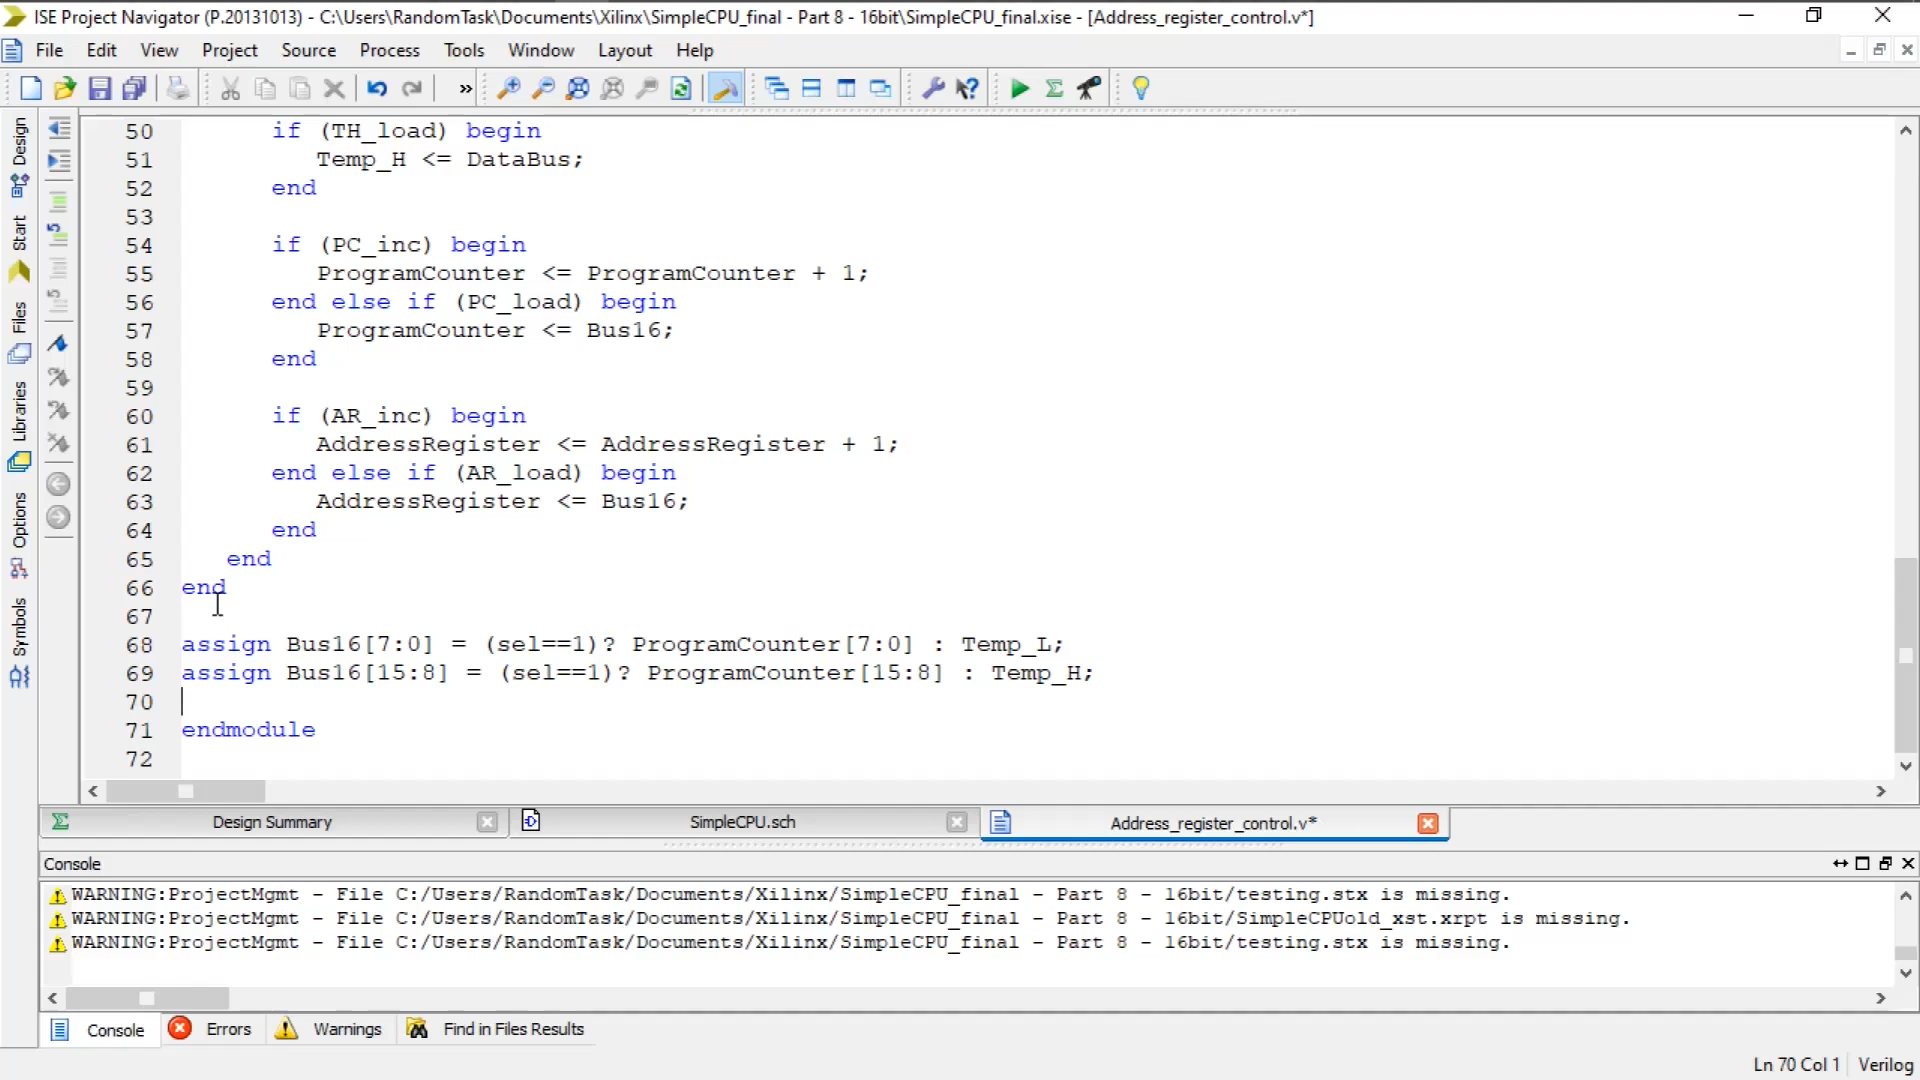 ISE Project Navigator (P.20131013) - C:\Users\RandomTask\Documents\Xilinx\SimpleCPU_final - Part 8 - 16bit\SimpleCPU_final.xise - [Address_register_control.v*]
File Edit View Project Source Process Tools Window Layout Help
Design
Start
Files
Libraries
Options
Symbols
50 if (TH_load) begin
51 Temp_H <= DataBus;
52 end
53
54 if (PC_inc) begin
55 ProgramCounter <= ProgramCounter + 1;
56 end else if (PC_load) begin
57 ProgramCounter <= Bus16;
58 end
59
60 if (AR_inc) begin
61 AddressRegister <= AddressRegister + 1;
62 end else if (AR_load) begin
63 AddressRegister <= Bus16;
64 end
65 end
66 end
67
68 assign Bus16[7:0] = (sel==1)? ProgramCounter[7:0] : Temp_L;
69 assign Bus16[15:8] = (sel==1)? ProgramCounter[15:8] : Temp_H;
70
71 endmodule
72
Design Summary SimpleCPU.sch Address_register_control.v*
Console
WARNING:ProjectMgmt - File C:/Users/RandomTask/Documents/Xilinx/SimpleCPU_final - Part 8 - 16bit/testing.stx is missing.
WARNING:ProjectMgmt - File C:/Users/RandomTask/Documents/Xilinx/SimpleCPU_final - Part 8 - 16bit/SimpleCPUold_xst.xrpt is missing.
WARNING:ProjectMgmt - File C:/Users/RandomTask/Documents/Xilinx/SimpleCPU_final - Part 8 - 16bit/testing.stx is missing.
Console Errors Warnings Find in Files Results
Ln 70 Col 1 Verilog